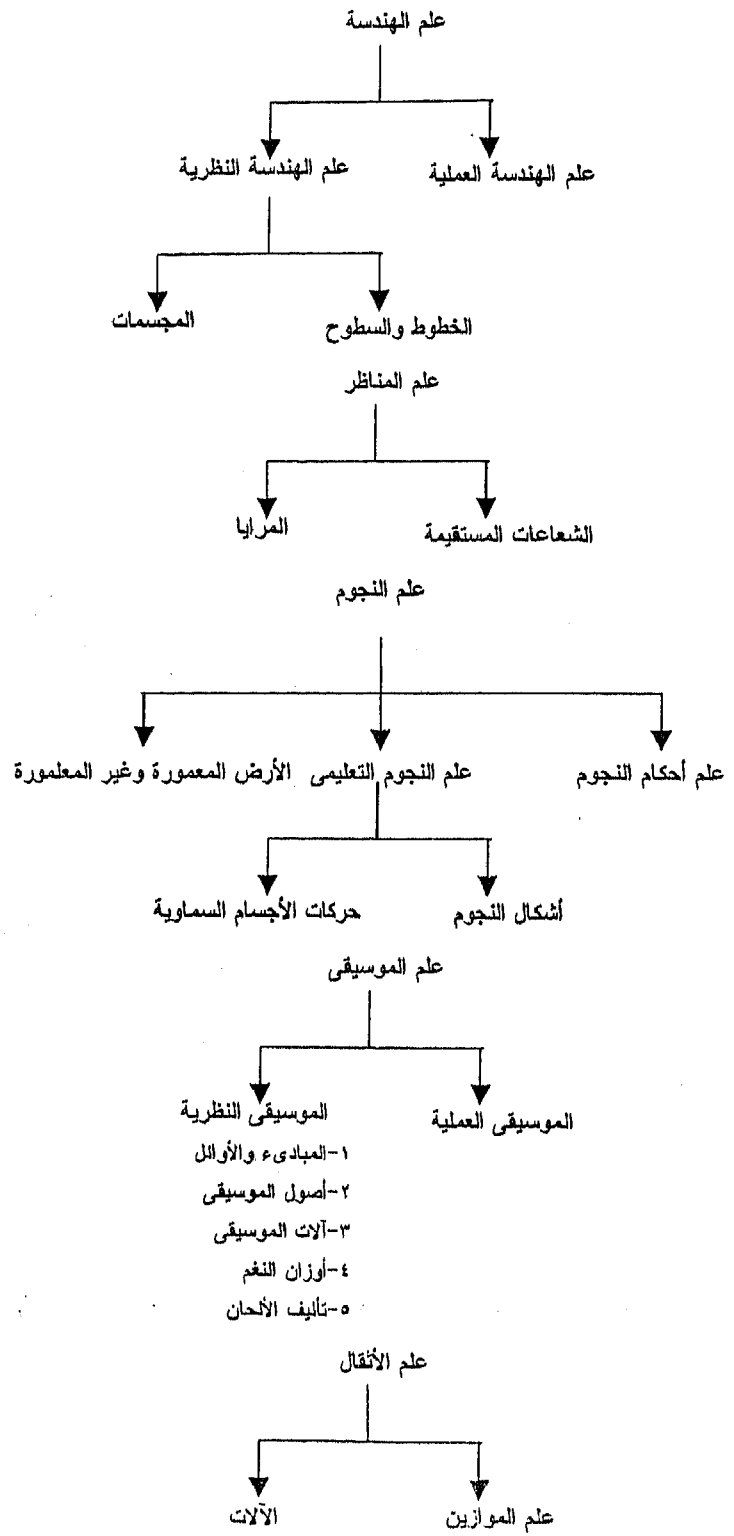 علم الهندسة
علم الهندسة العملية
علم الهندسة النظرية
الخطوط والسطوح
المجسمات
علم المناظر
الشعاعات المستقيمة
المرايا
علم النجوم
علم أحكام النجوم
علم النجوم التعليمى
الأرض المعمورة وغير المعلمورة
أشكال النجوم
حركات الأجسام السماوية
علم الموسيقى
الموسيقى العملية
الموسيقى النظرية
١-المبادىء والأوائل
٢-أصول الموسيقى
٣-آلات الموسيقى
٤-أوزان النغم
٥-تأليف الألحان
علم الأثقال
علم الموازين
الآلات